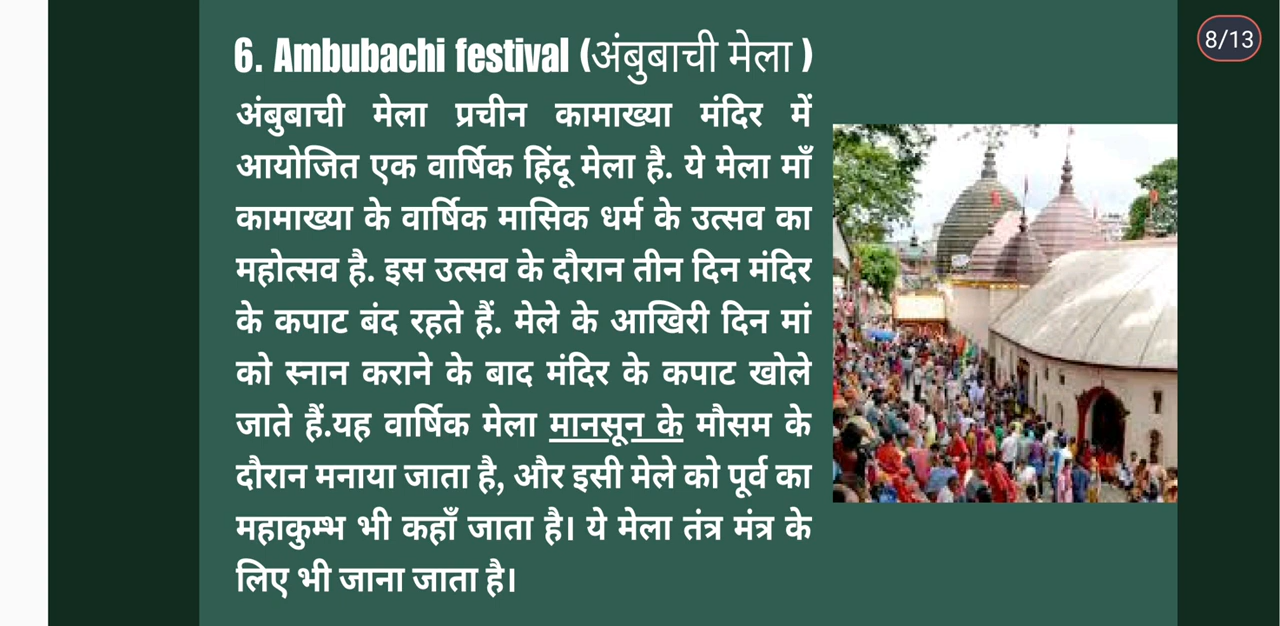 6. Ambubachi festival (अंबुबाची मेला )
अंबुबाची मेला प्रचीन कामाख्या मंदिर में
आयोजित एक वार्षिक हिंदू मेला है. ये मेला माँ
कामाख्या के वार्षिक मासिक धर्म के उत्सव का
महोत्सव है. इस उत्सव के दौरान तीन दिन मंदिर
के कपाट बंद रहते हैं. मेले के आखिरी दिन मां
को स्नान कराने के बाद मंदिर के कपाट खोले
जाते हैं.यह वार्षिक मेला मानसून के मौसम के
दौरान मनाया जाता है, और इसी मेले को पूर्व का
महाकुम्भ भी कहाँ जाता है। ये मेला तंत्र मंत्र के
लिए भी जाना जाता है।
8/13